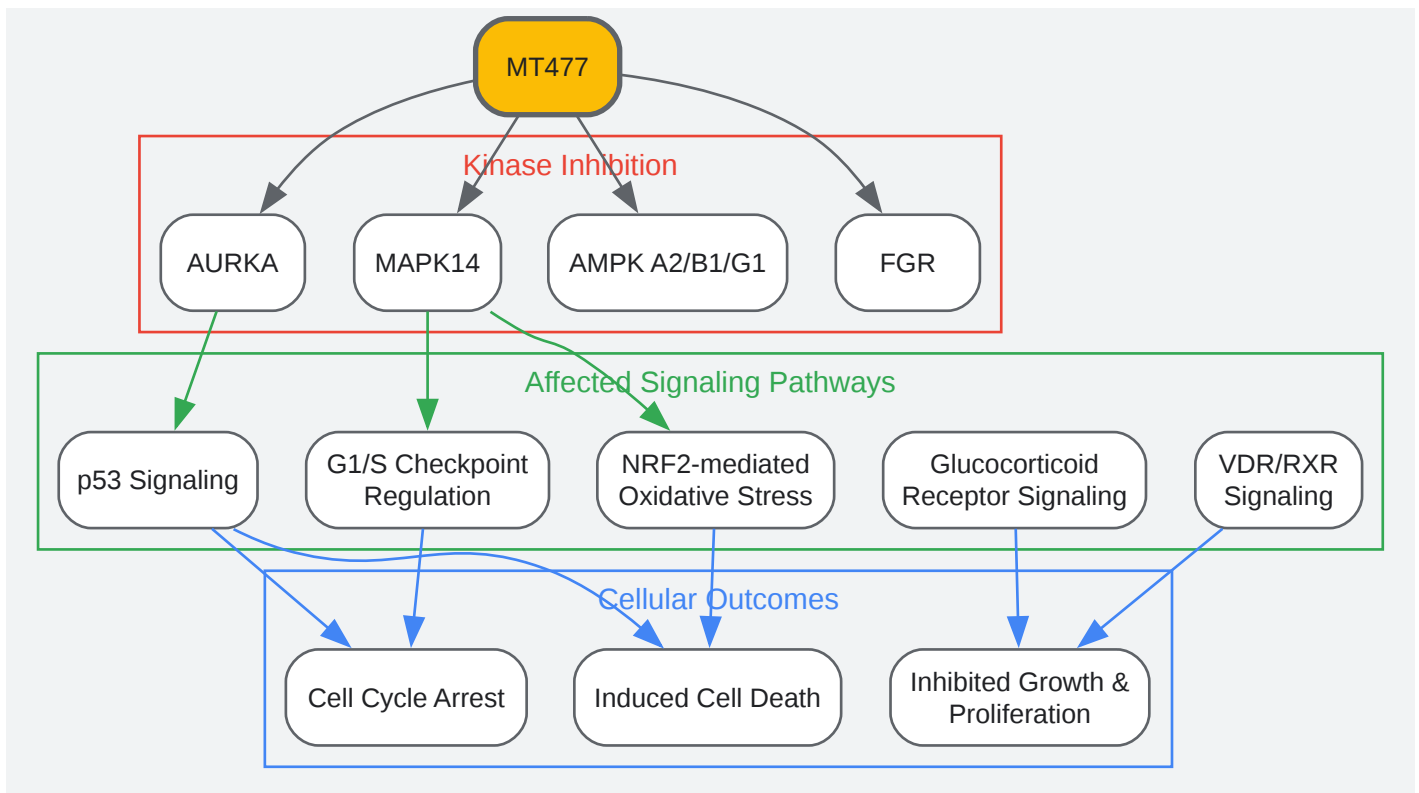 MT477
Kinase Inhibition
AURKA
MAPK14
AMPK A2/B1/G1
FGR
Affected Signaling Pathways
p53 Signaling
G1/S Checkpoint
Regulation
NRF2-mediated
Oxidative Stress
Glucocorticoid
Receptor Signaling
VDR/RXR
Signaling
Cellular Outcomes
Cell Cycle Arrest
Induced Cell Death
Inhibited Growth &
Proliferation